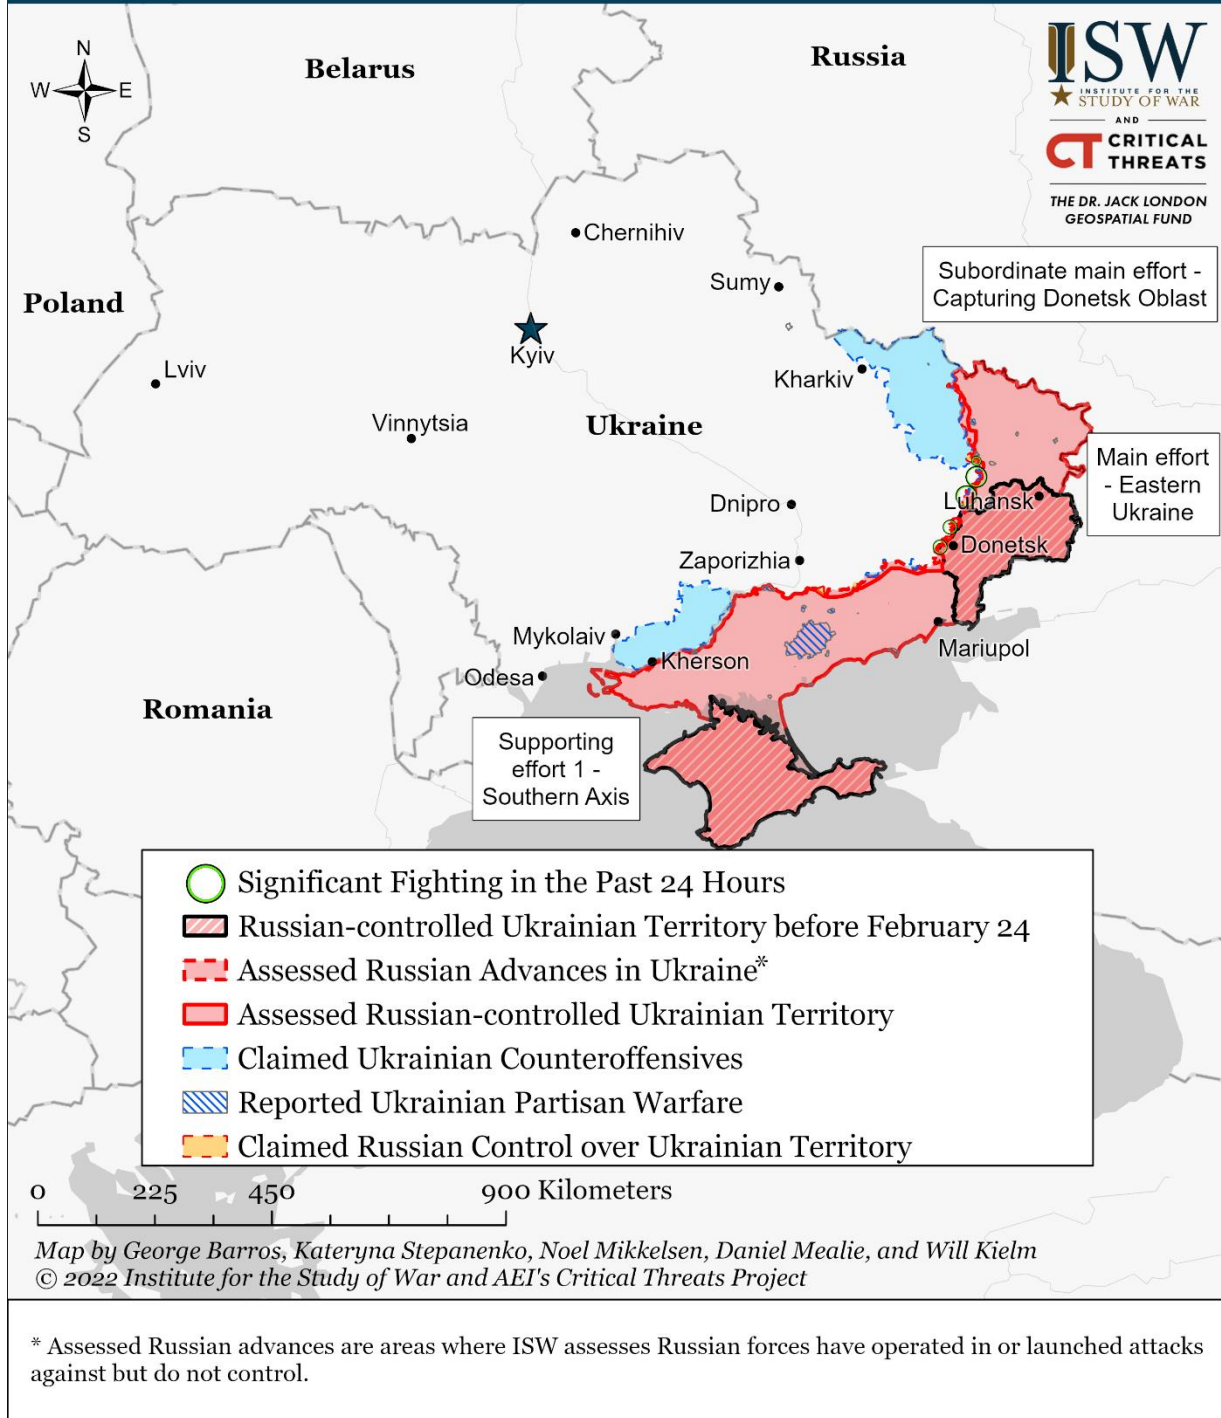 N
W
E
S
Belarus
Russia
ISW
INSTITUTE FOR THE
STUDY OF WAR
AND
CT CRITICAL
THREATS
THE DR. JACK LONDON
GEOSPATIAL FUND
Chernihiv
Sumy
Subordinate main effort -
Capturing Donetsk Oblast
Poland
Kyiv
Lviv
Kharkiv
Vinnytsia
Ukraine
Main effort
- Eastern
Ukraine
Dnipro
Luhansk
Donetsk
Zaporizhia
Mykolaiv
Mariupol
Kherson
Odesa
Romania
Supporting
effort 1 -
Southern Axis
Significant Fighting in the Past 24 Hours
Russian-controlled Ukrainian Territory before February 24
Assessed Russian Advances in Ukraine*
Assessed Russian-controlled Ukrainian Territory
Claimed Ukrainian Counteroffensives
Reported Ukrainian Partisan Warfare
Claimed Russian Control over Ukrainian Territory
0 225 450 900 Kilometers
Map by George Barros, Kateryna Stepanenko, Noel Mikkelsen, Daniel Mealie, and Will Kielm
© 2022 Institute for the Study of War and AEI's Critical Threats Project
* Assessed Russian advances are areas where ISW assesses Russian forces have operated in or launched attacks
against but do not control.